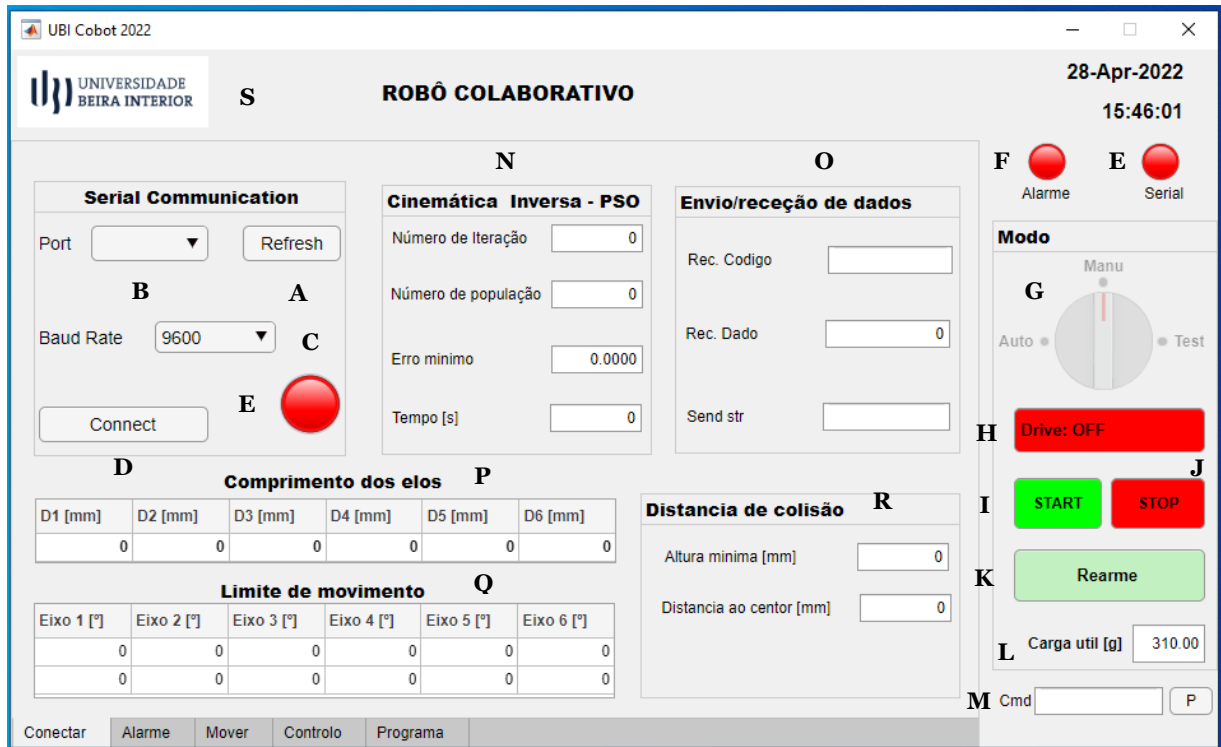 UBI Cobot 2022
UNIVERSIDADE
BEIRA INTERIOR
S
ROBÔ COLABORATIVO
28-Apr-2022
15:46:01
F
E
Alarme
Serial
Serial Communication
Port
Refresh
B
A
Baud Rate
9600
C
E
Connect
D
N
Cinemática Inversa - PSO
Número de Iteração
0
Número de população
0
Erro minimo
0.0000
Tempo [s]
0
O
Envio/receção de dados
Rec. Codigo
Rec. Dado
0
Send str
Modo
Manu
G
Auto
Test
H
Drive: OFF
J
I
START
STOP
K
Rearme
L
Carga util [g]
310.00
M
Cmd
P
Comprimento dos elos
P
D1 [mm] D2 [mm] D3 [mm] D4 [mm] D5 [mm] D6 [mm]
0 0 0 0 0 0
Limite de movimento
Q
Eixo 1 [º] Eixo 2 [º] Eixo 3 [º] Eixo 4 [º] Eixo 5 [º] Eixo 6 [º]
0 0 0 0 0 0
0 0 0 0 0 0
Distancia de colisão
R
Altura minima [mm]
0
Distancia ao centor [mm]
0
Conectar Alarme Mover Controlo Programa